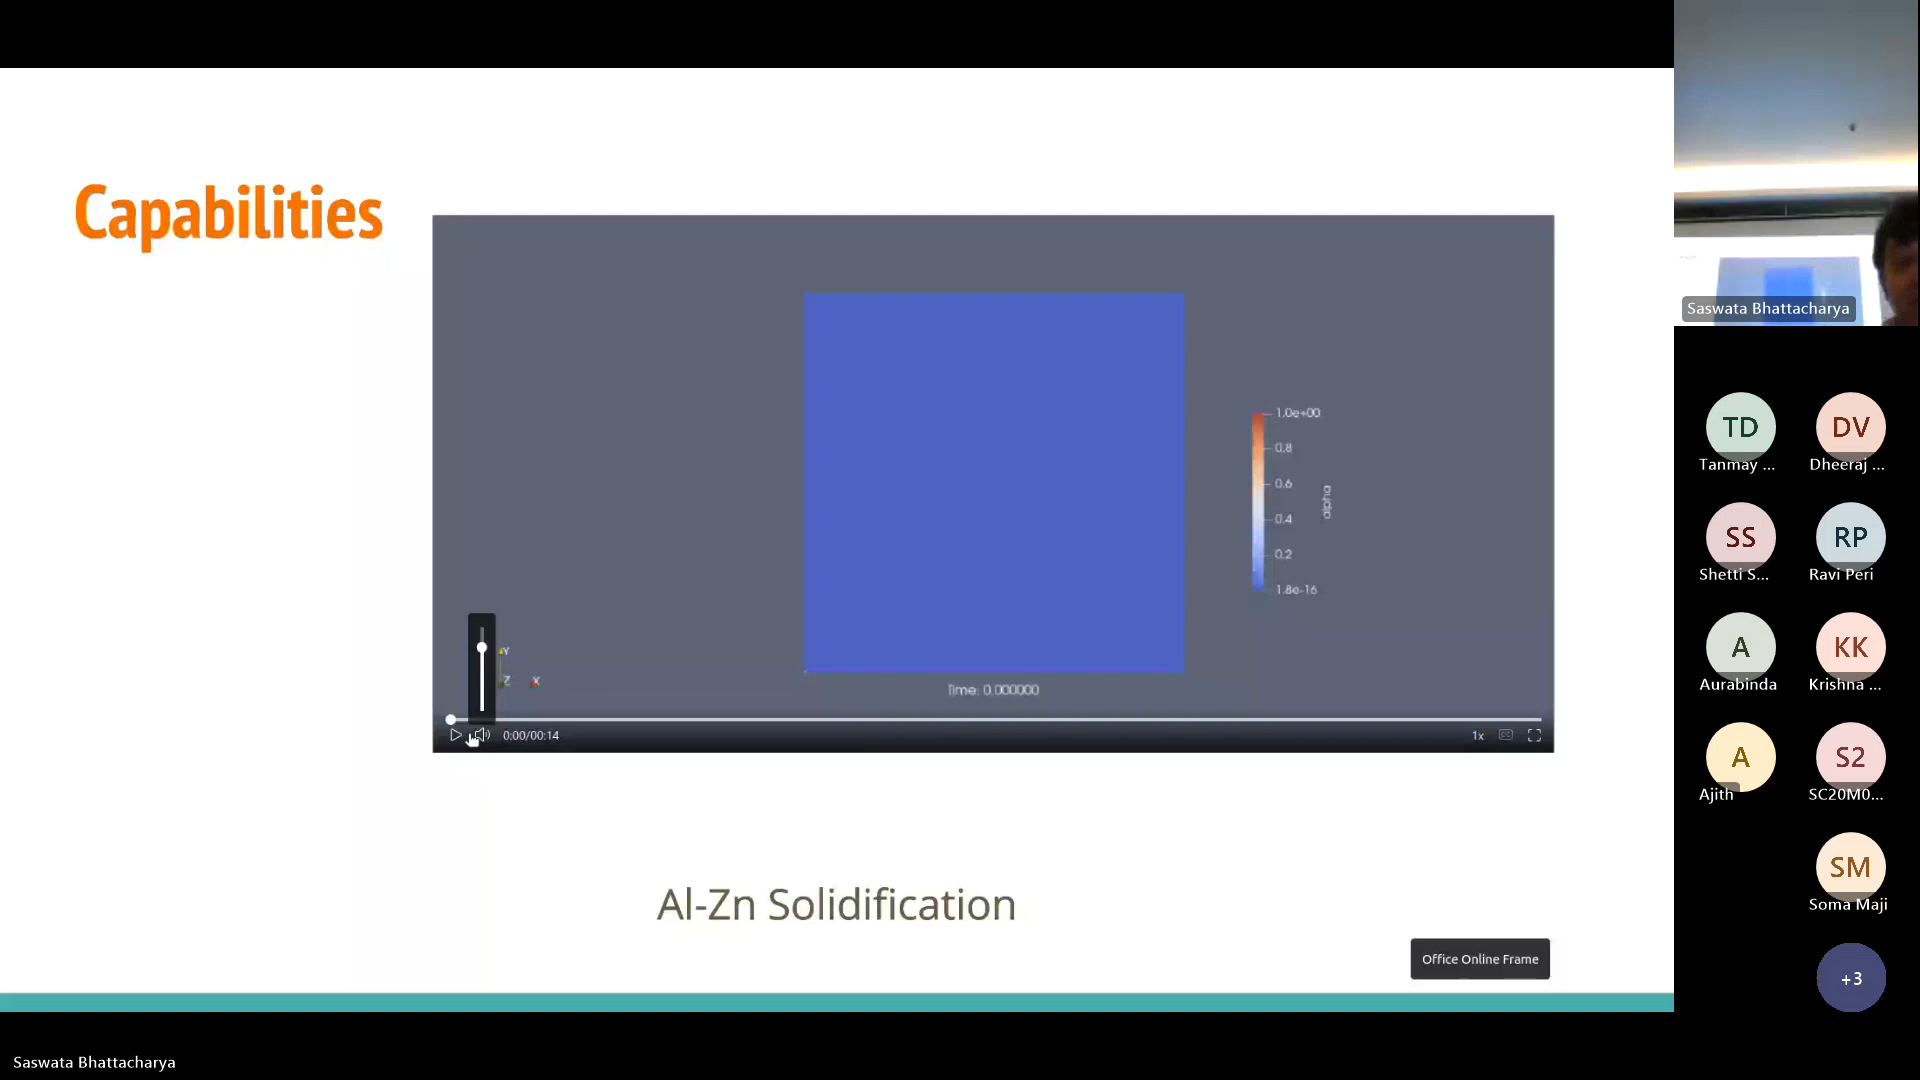 Capabilities
1.0e+00
0.8
0.6
0.4
0.2
1.8e-16
alpha
Y
Z
X
Time: 0.000000
0:00/00:14
1x
CC
Al-Zn Solidification
Office Online Frame
Saswata Bhattacharya
Saswata Bhattacharya
TD
Tanmay ...
DV
Dheeraj ...
SS
Shetti S...
RP
Ravi Peri
A
Aurabinda
KK
Krishna ...
A
Ajith
S2
SC20M0...
SM
Soma Maji
+3